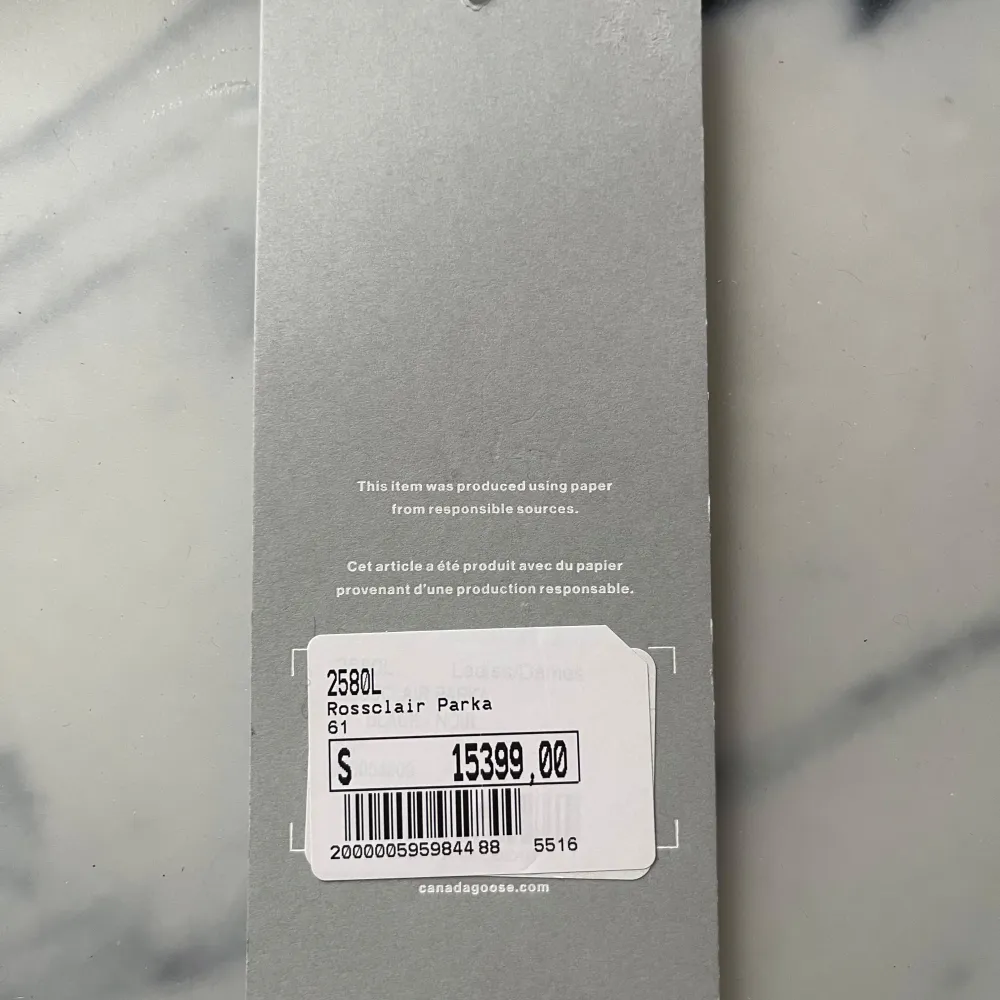 This item was produced using paper
from responsible sources.
Cet article a été produit avec du papier
provenant d'une production responsable.
2580L
Rossclair Parka
61
S 15399,00
2000005959844 88 5516
canadagoose.com